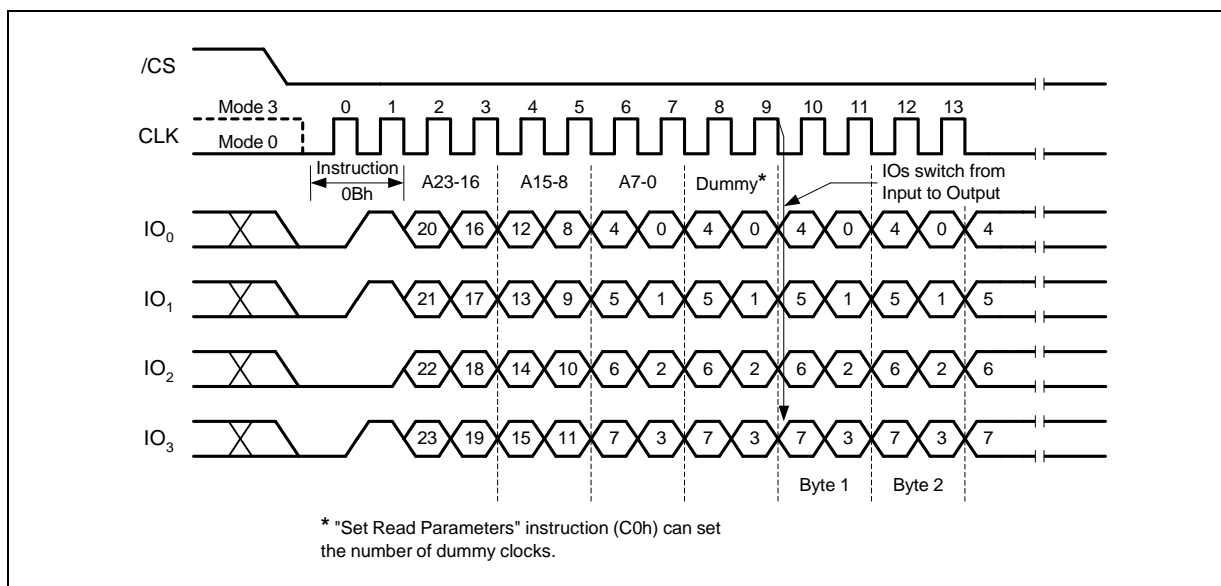 /CS
Mode 3
0 1 2 3 4 5 6 7 8 9 10 11 12 13
CLK
Mode 0
Instruction
0Bh
A23-16 A15-8 A7-0 Dummy*
IOs switch from
Input to Output
IO0 20 16 12 8 4 0 4 0 4 0 4 0 4
IO1 21 17 13 9 5 1 5 1 5 1 5 1 5
IO2 22 18 14 10 6 2 6 2 6 2 6 2 6
IO3 23 19 15 11 7 3 7 3 7 3 7 3 7
Byte 1 Byte 2
* "Set Read Parameters" instruction (C0h) can set
the number of dummy clocks.